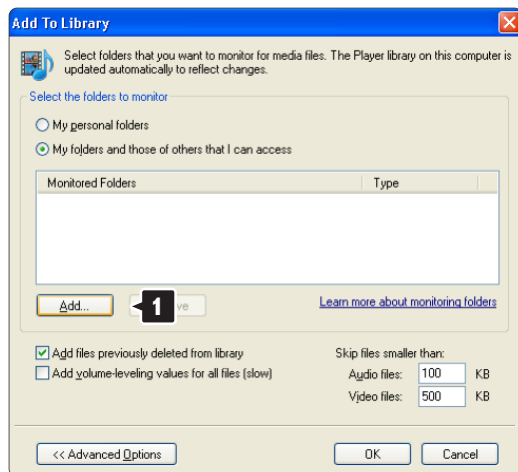 Add To Library
Select folders that you want to monitor for media files. The Player library on this computer is
updated automatically to reflect changes.
Select the folders to monitor
My personal folders
My folders and those of others that I can access
Monitored Folders Type
Add... 1 ve Learn more about monitoring folders
Add files previously deleted from library
Add volume-leveling values for all files (slow)
Skip files smaller than:
Audio files: 100 KB
Video files: 500 KB
<< Advanced Options OK Cancel